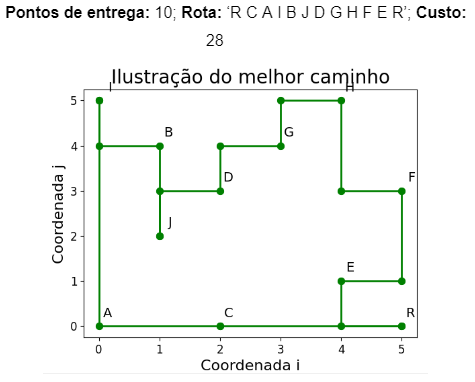 Pontos de entrega: 10; Rota: ‘R C A I B J D G H F E R’; Custo:
28
Ilustração do melhor caminho
I
H
5
B
G
4
Coordenada j
D
F
3
J
2
E
1
A
C
R
0
0 1 2 3 4 5
Coordenada i